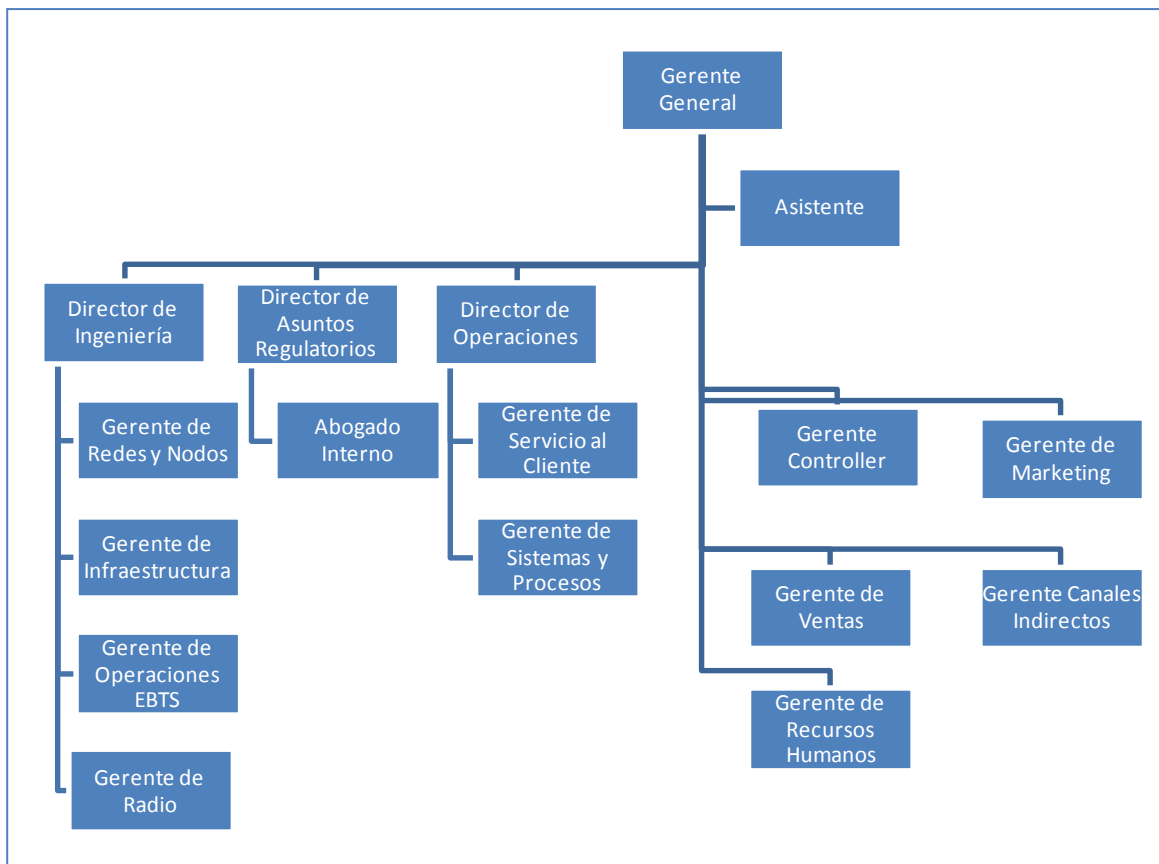 Gerente
General
Asistente
Director de
Ingeniería
Director de
Asuntos
Regulatorios
Director de
Operaciones
Gerente de
Redes y Nodos
Abogado
Interno
Gerente de
Servicio al
Cliente
Gerente
Controller
Gerente de
Marketing
Gerente de
Infraestructura
Gerente de
Sistemas y
Procesos
Gerente de
Ventas
Gerente Canales
Indirectos
Gerente de
Operaciones
EBTS
Gerente de
Recursos
Humanos
Gerente de
Radio